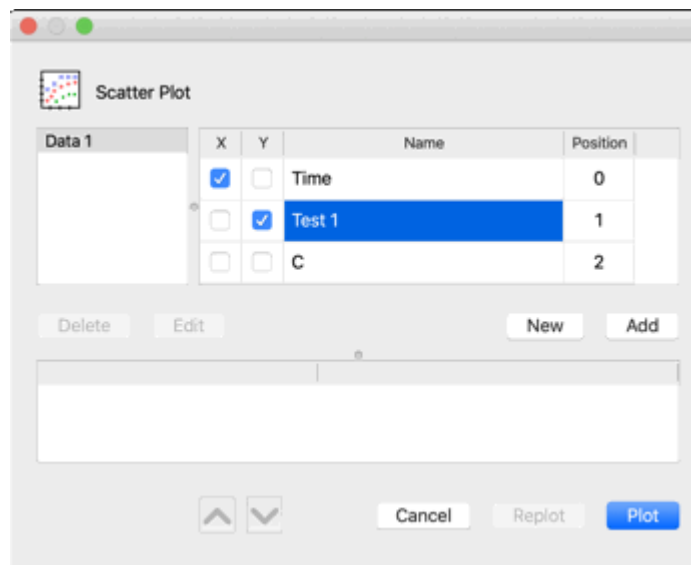 Scatter Plot
Data 1
X Y Name Position
Time 0
Test 1 1
C 2
Delete Edit New Add
Cancel Replot Plot